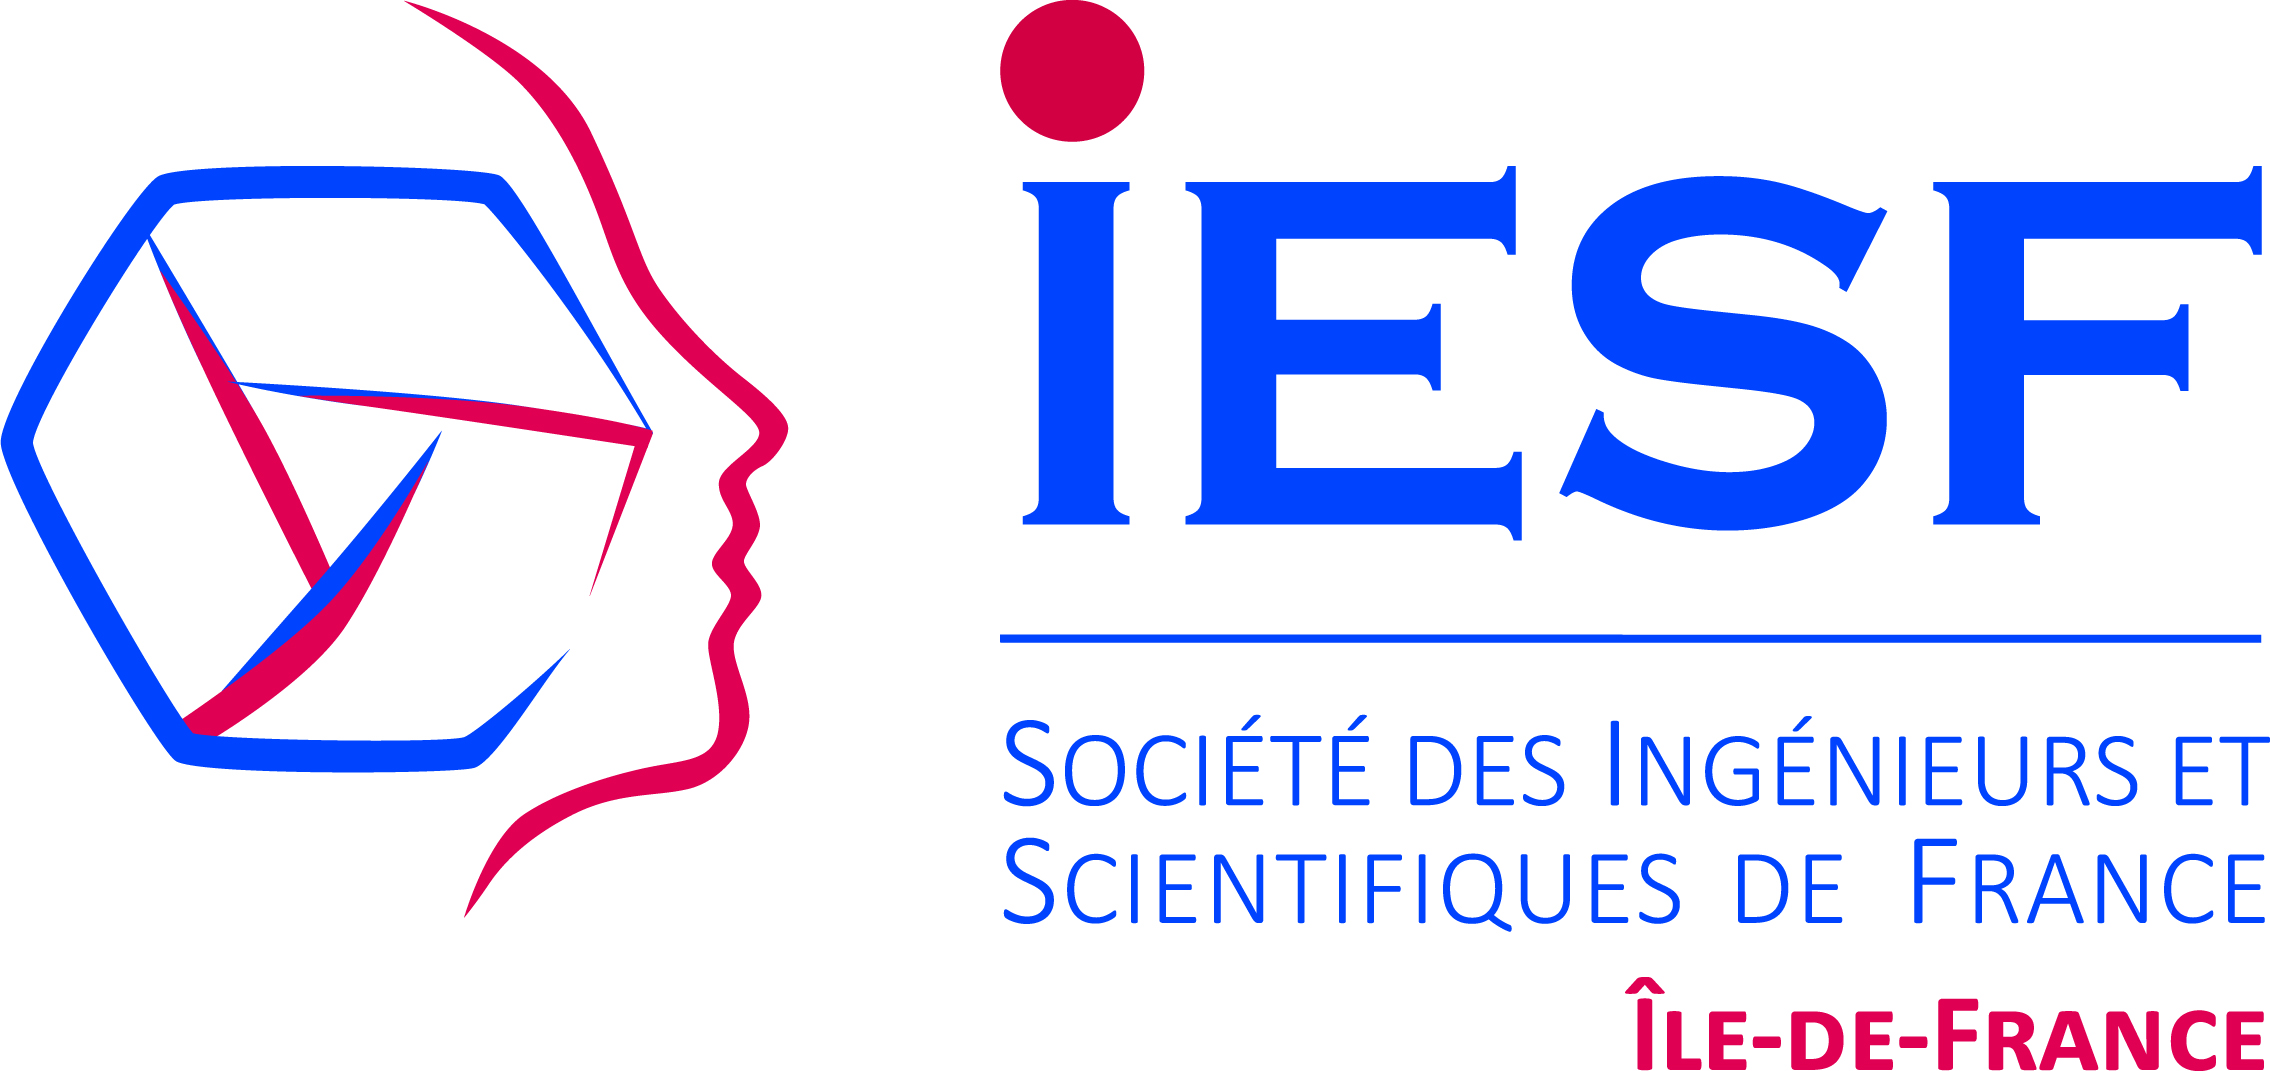 iESF
Société des Ingénieurs et
Scientifiques de France
Île-de-France